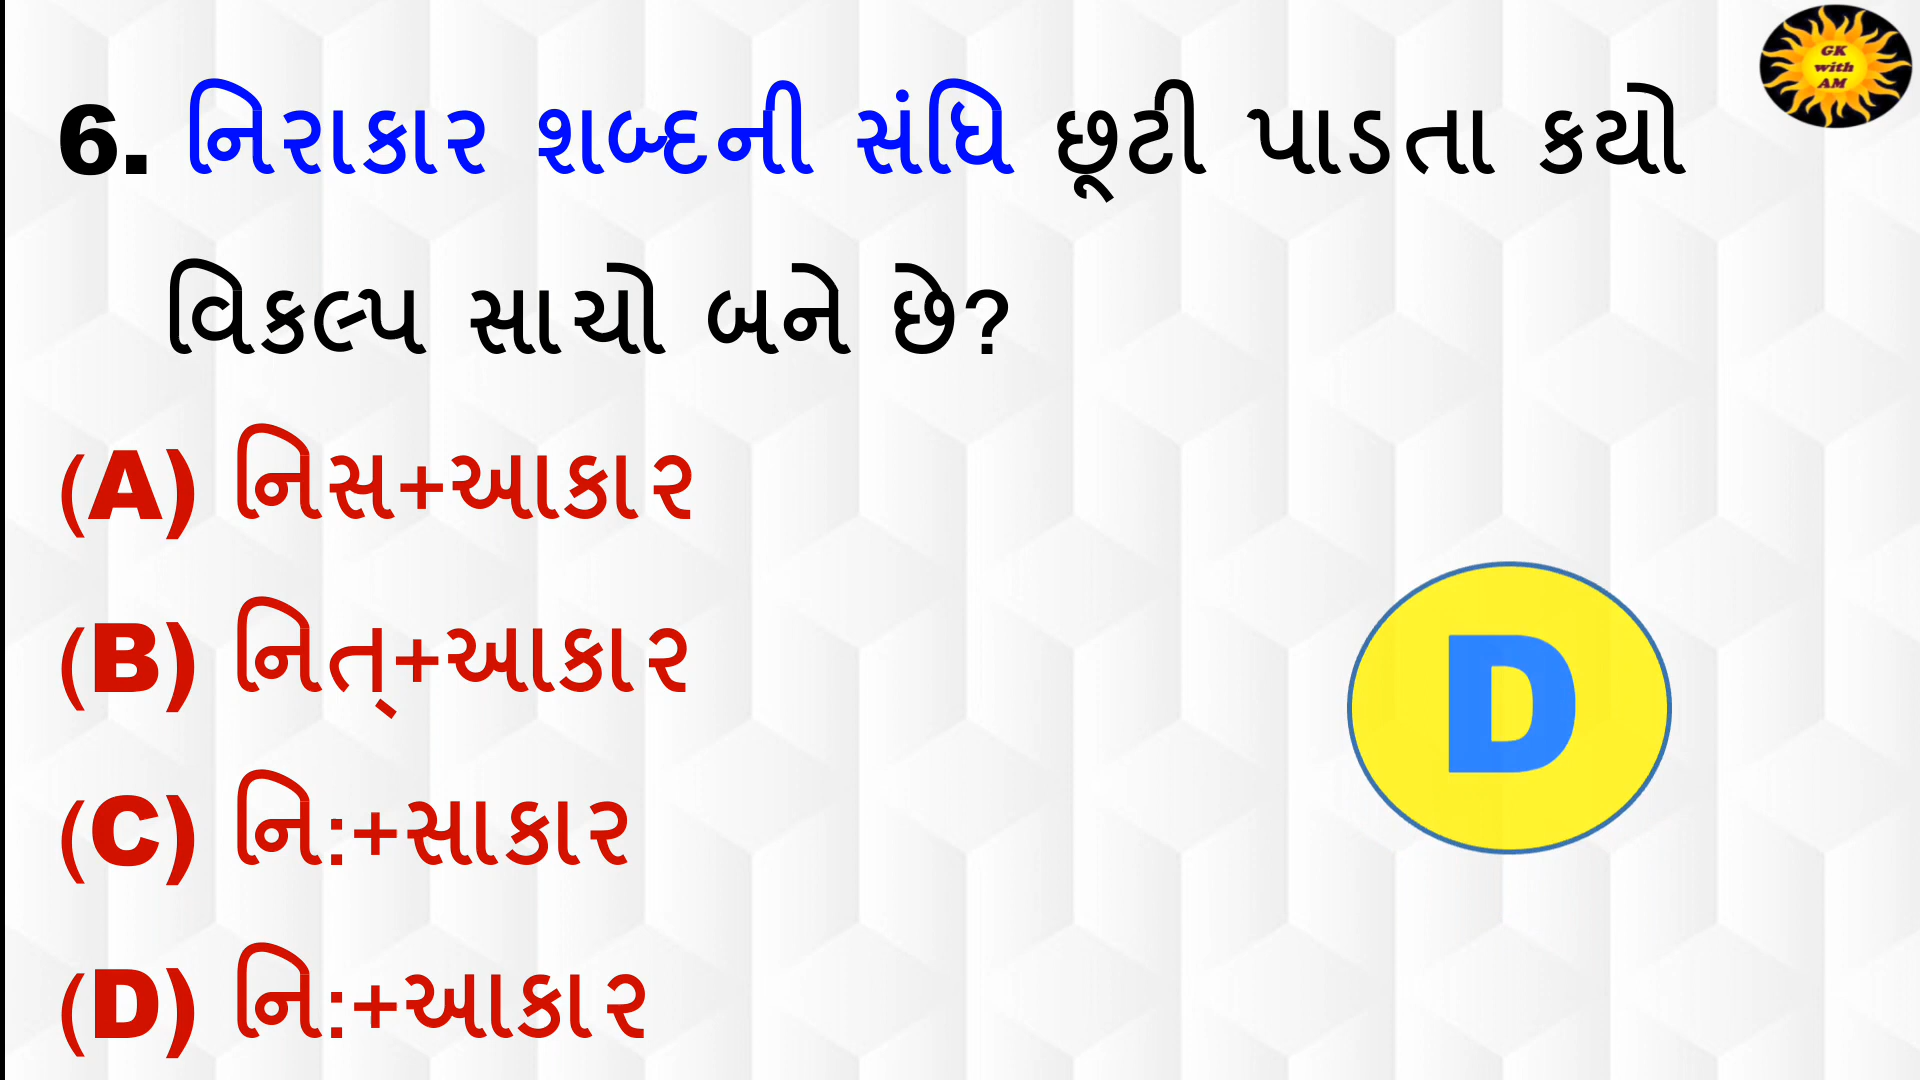 GK
with
AM
6. નિરાકાર શબ્દની સંધિ છૂટી પાડતા કયો
વિકલ્પ સાચો બને છે?
(A) નિસ+આકાર
(B) નિત્+આકાર
(C) નિ:+સાકાર
(D) નિ:+આકાર
D